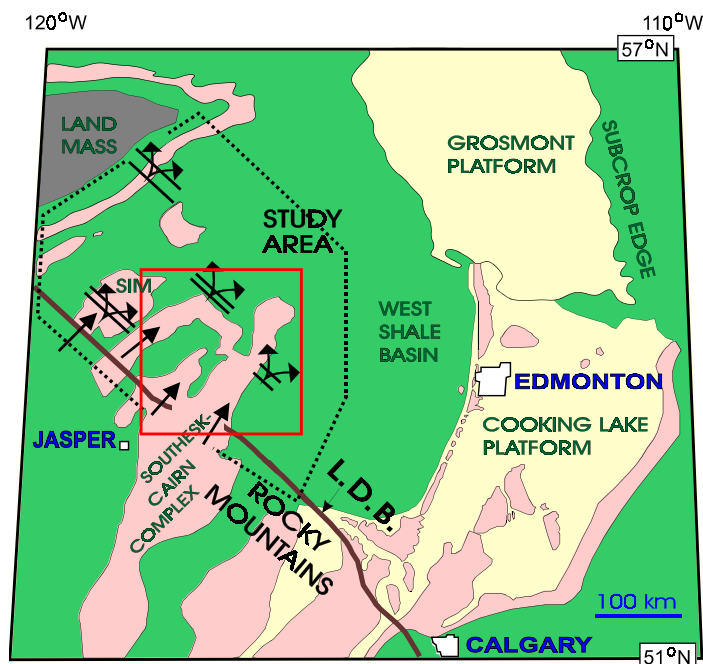 120°W
110°W
57°N
LAND
MASS
GROSMONT
PLATFORM
SUBCROP EDGE
STUDY
AREA
SIM
WEST
SHALE
BASIN
EDMONTON
COOKING LAKE
PLATFORM
JASPER
SOUTHESK-
CAIRN
COMPLEX
L.D.B.
ROCKY
MOUNTAINS
100 km
CALGARY
51°N